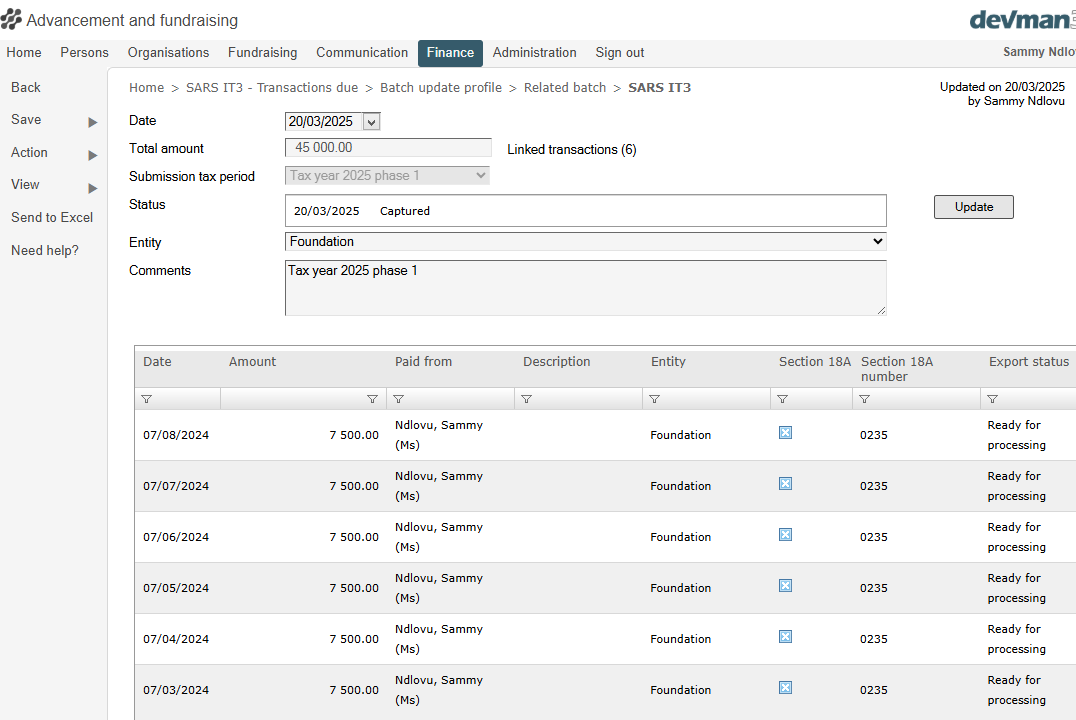 Advancement and fundraising
devman
Home Persons Organisations Fundraising Communication Finance Administration Sign out
Sammy Ndlo
Back
Save
Action
View
Send to Excel
Need help?
Home > SARS IT3 - Transactions due > Batch update profile > Related batch > SARS IT3
Updated on 20/03/2025
by Sammy Ndlovu
Date 20/03/2025
Total amount 45 000.00 Linked transactions (6)
Submission tax period Tax year 2025 phase 1
Status 20/03/2025 Captured Update
Entity Foundation
Comments Tax year 2025 phase 1
Date Amount Paid from Description Entity Section 18A Section 18A number Export status
07/08/2024 7 500.00 Ndlovu, Sammy (Ms) Foundation 0235 Ready for processing
07/07/2024 7 500.00 Ndlovu, Sammy (Ms) Foundation 0235 Ready for processing
07/06/2024 7 500.00 Ndlovu, Sammy (Ms) Foundation 0235 Ready for processing
07/05/2024 7 500.00 Ndlovu, Sammy (Ms) Foundation 0235 Ready for processing
07/04/2024 7 500.00 Ndlovu, Sammy (Ms) Foundation 0235 Ready for processing
07/03/2024 7 500.00 Ndlovu, Sammy (Ms) Foundation 0235 Ready for processing